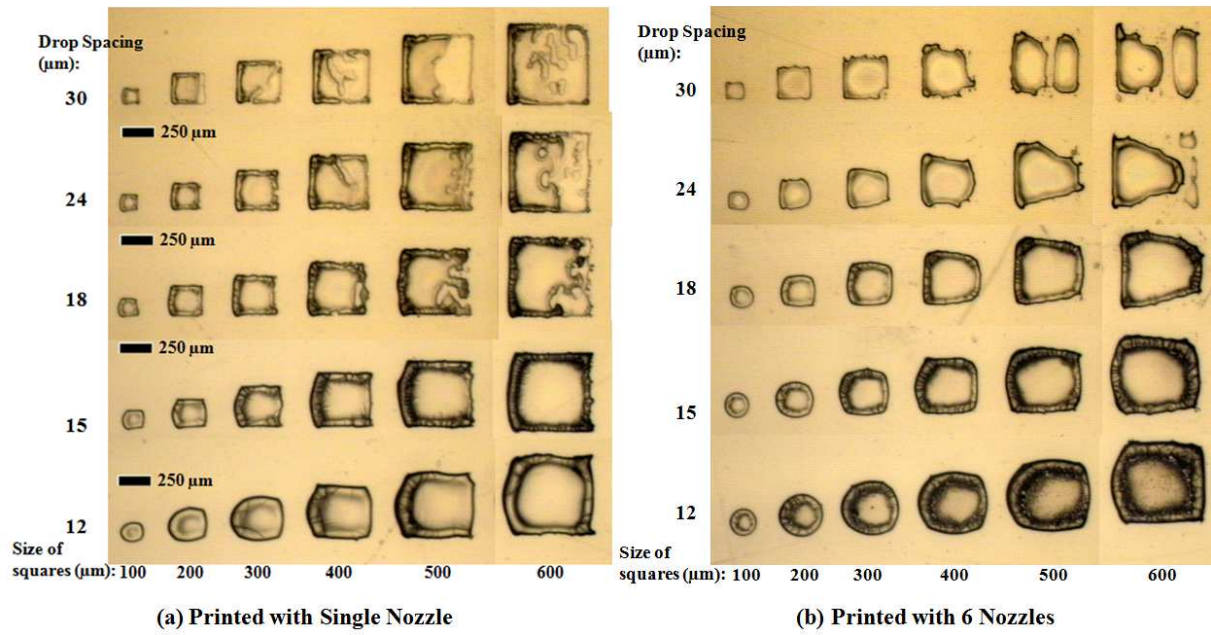 Drop Spacing
(µm):
30
250 µm
24
250 µm
18
250 µm
15
250 µm
12
Size of
squares (µm): 100 200 300 400 500 600
(a) Printed with Single Nozzle
Drop Spacing
(µm):
30
24
18
15
12
Size of
squares (µm): 100 200 300 400 500 600
(b) Printed with 6 Nozzles